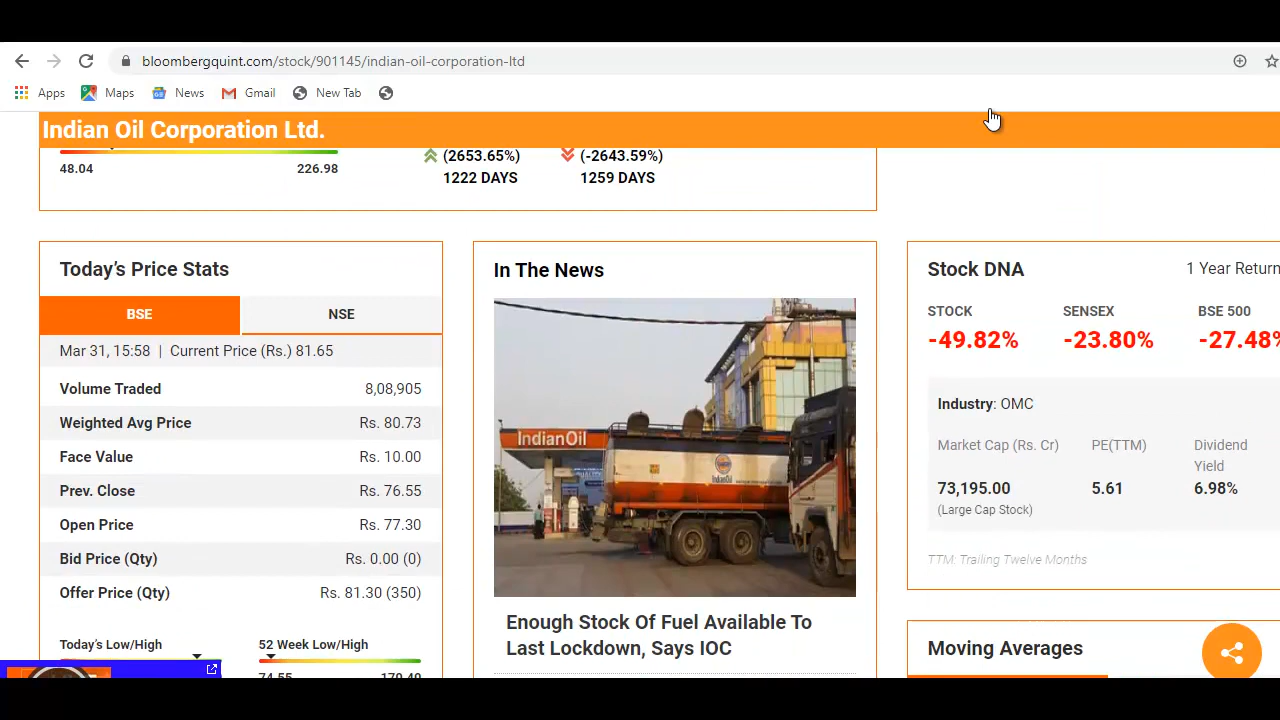 bloombergquint.com/stock/901145/indian-oil-corporation-ltd
Apps Maps News Gmail New Tab
Indian Oil Corporation Ltd.
48.04 226.98
(2653.65%) (-2643.59%)
1222 DAYS 1259 DAYS
Today's Price Stats
BSE NSE
Mar 31, 15:58 | Current Price (Rs.) 81.65
Volume Traded 8,08,905
Weighted Avg Price Rs. 80.73
Face Value Rs. 10.00
Prev. Close Rs. 76.55
Open Price Rs. 77.30
Bid Price (Qty) Rs. 0.00 (0)
Offer Price (Qty) Rs. 81.30 (350)
Today's Low/High 52 Week Low/High
74.55 170.40
In The News
IndianOil
IndianOil
Enough Stock Of Fuel Available To
Last Lockdown, Says IOC
Stock DNA 1 Year Return
STOCK SENSEX BSE 500
-49.82% -23.80% -27.48%
Industry: OMC
Market Cap (Rs. Cr) PE(TTM) Dividend
Yield
73,195.00 5.61 6.98%
(Large Cap Stock)
TTM: Trailing Twelve Months
Moving Averages